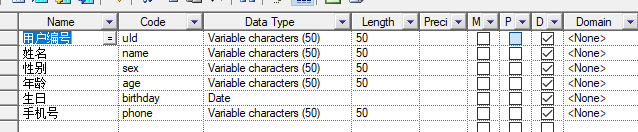 Name Code Data Type Length Preci M P D Domain
用户编号 = uId Variable characters (50) 50 <None>
姓名 name Variable characters (50) 50 <None>
性别 sex Variable characters (50) 50 <None>
年龄 age Variable characters (50) 50 <None>
生日 birthday Date <None>
手机号 phone Variable characters (50) 50 <None>